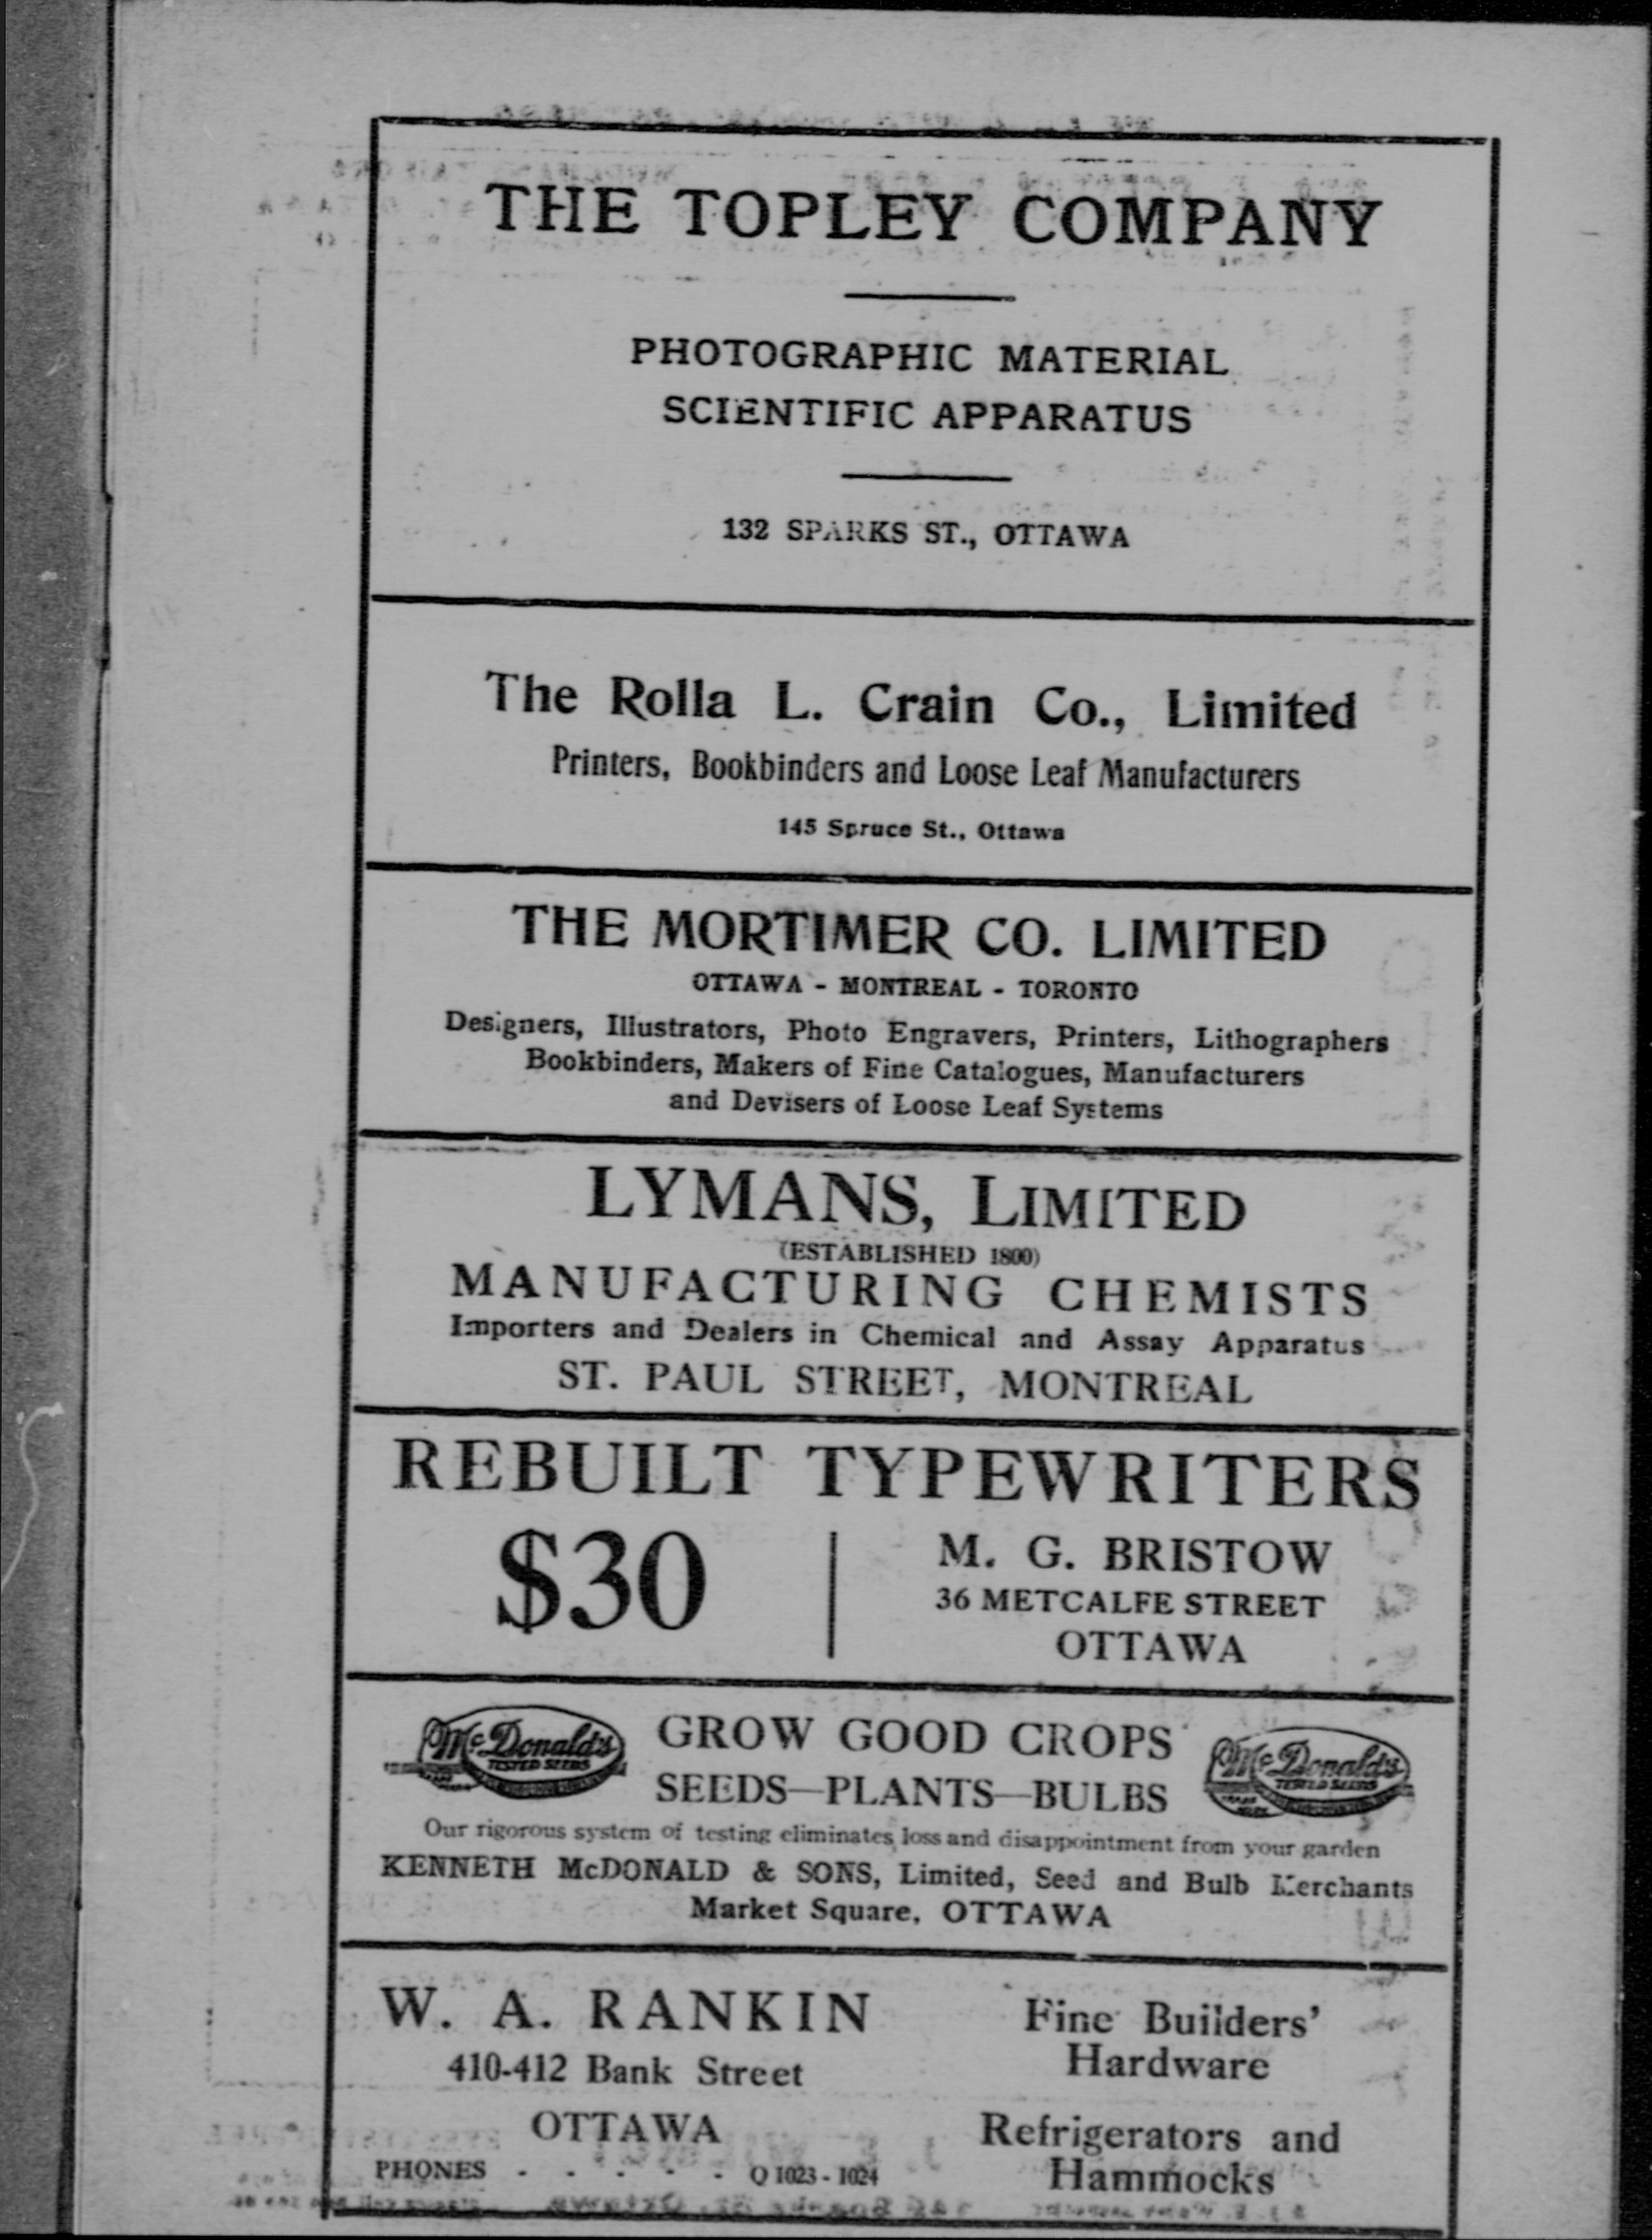 THE TOPLEY COMPANY
PHOTOGRAPHIC MATERIAL
SCIENTIFIC APPARATUS
132 SPARKS ST., OTTAWA
The Rolla L. Crain Co., Limited
Printers, Bookbinders and Loose Leaf Manufacturers
145 Spruce St., Ottawa
THE MORTIMER CO. LIMITED
OTTAWA - MONTREAL - TORONTO
Designers, Illustrators, Photo Engravers, Printers, Lithographers
Bookbinders, Makers of Fine Catalogues, Manufacturers
and Devisers of Loose Leaf Systems
LYMANS, LIMITED
(ESTABLISHED 1800)
MANUFACTURING CHEMISTS
Importers and Dealers in Chemical and Assay Apparatus
ST. PAUL STREET, MONTREAL
REBUILT TYPEWRITERS
$30
M. G. BRISTOW
36 METCALFE STREET
OTTAWA
McDonald's
TESTED SEEDS
GROW GOOD CROPS
SEEDS—PLANTS—BULBS
McDonald's
TESTED SEEDS
Our rigorous system of testing eliminates loss and disappointment from your garden
KENNETH McDONALD & SONS, Limited, Seed and Bulb Merchants
Market Square, OTTAWA
W. A. RANKIN
410-412 Bank Street
OTTAWA
PHONES - - - - - Q 1023 - 1024
Fine Builders'
Hardware
Refrigerators and
Hammocks